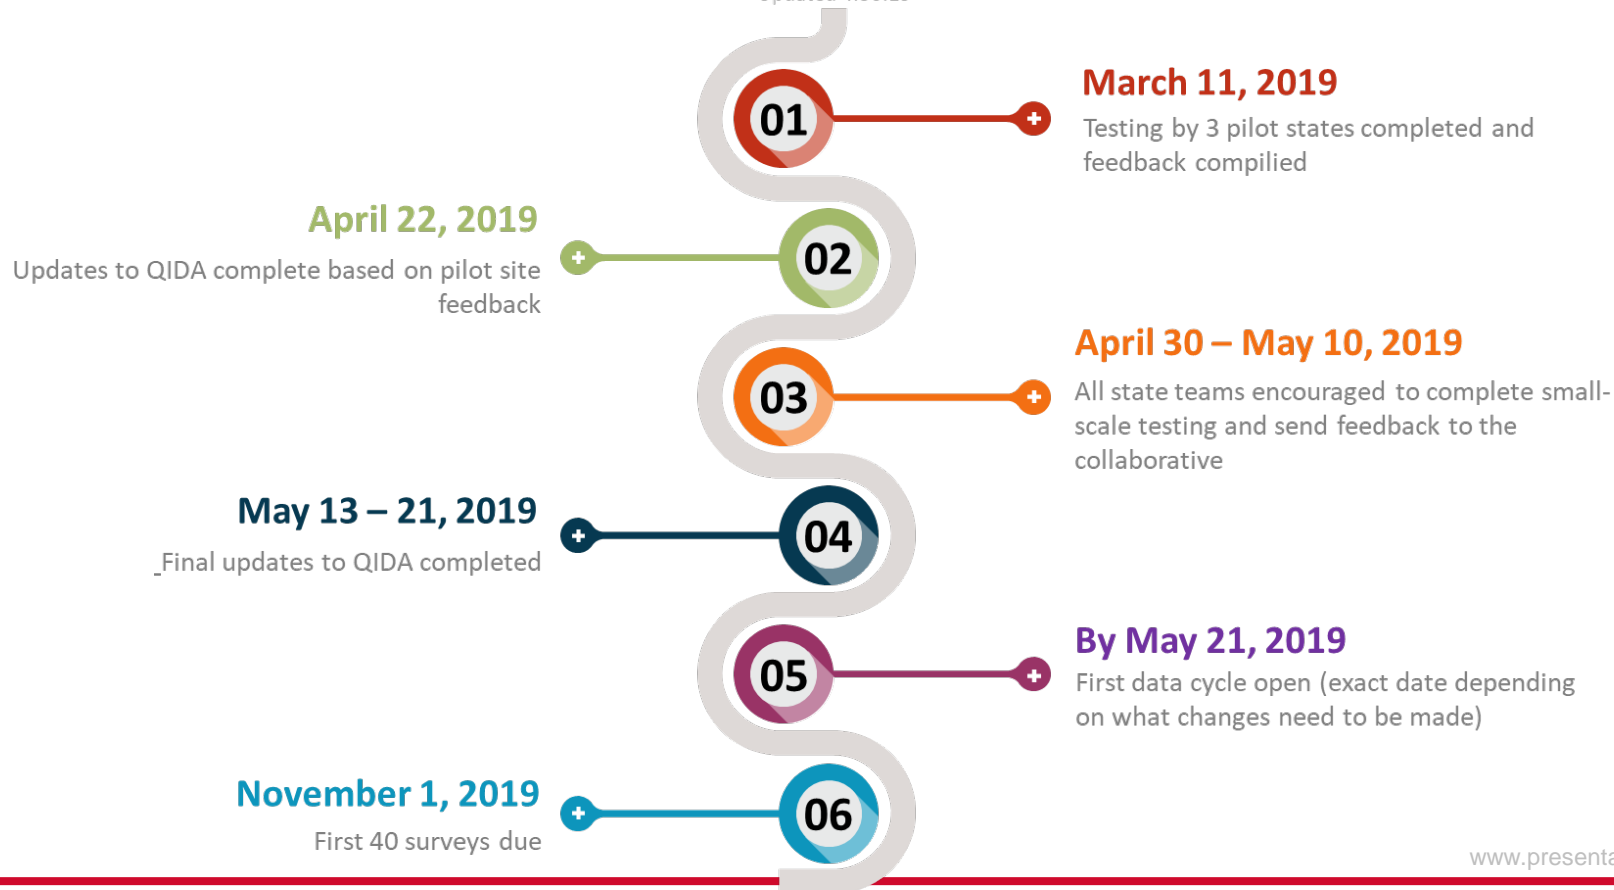 01
March 11, 2019
Testing by 3 pilot states completed and
feedback compilied
April 22, 2019
Updates to QIDA complete based on pilot site
feedback
02
03
April 30 – May 10, 2019
All state teams encouraged to complete small-
scale testing and send feedback to the
collaborative
May 13 – 21, 2019
_Final updates to QIDA completed
04
05
By May 21, 2019
First data cycle open (exact date depending
on what changes need to be made)
November 1, 2019
First 40 surveys due
06